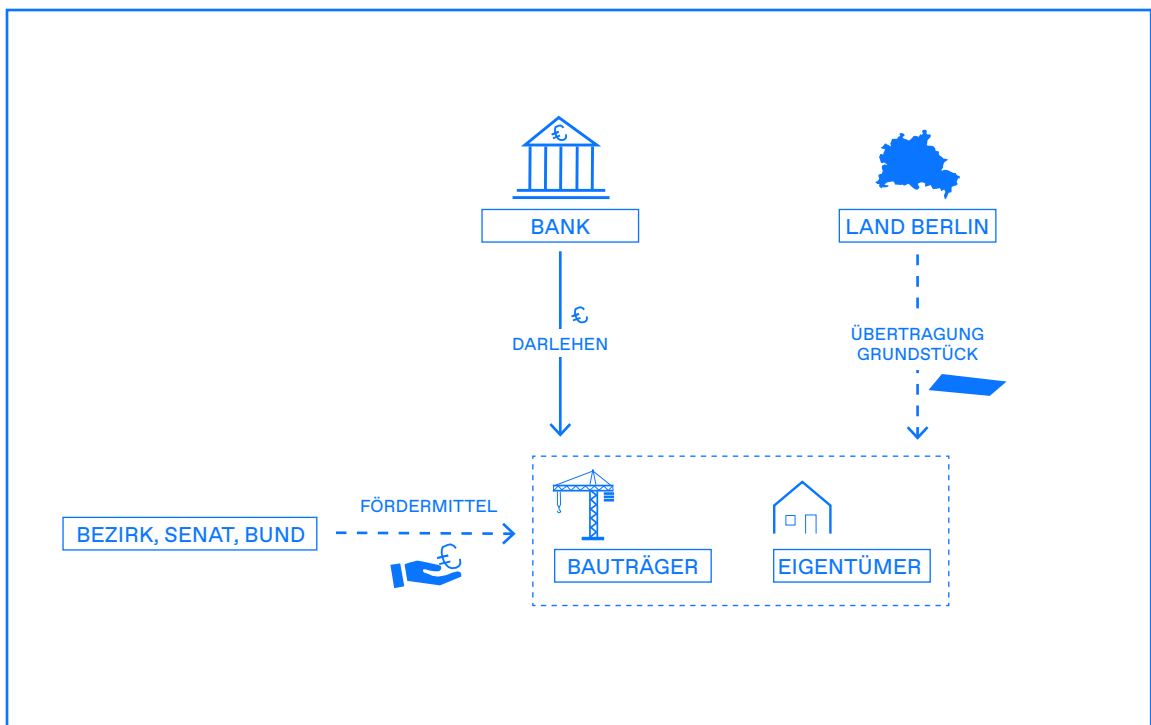 €
BANK
LAND BERLIN
€
DARLEHEN
ÜBERTRAGUNG
GRUNDSTÜCK
FÖRDERMITTEL
BEZIRK, SENAT, BUND
€
BAUTRÄGER
EIGENTÜMER